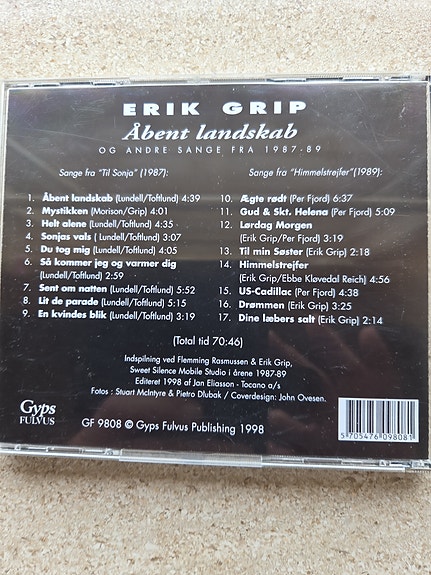 ERIK GRIP
Åbent landskab
OG ANDRE SANGE FRA 1987-89
Sange fra "Til Sonja" (1987):
1. Åbent landskab (Lundell/Toftlund) 4:39
2. Mystikken (Morison/Grip) 4:01
3. Helt alene (Lundell/Toftlund) 4:35
4. Sonjas vals ( Lundell/Toftlund) 3:07
5. Du tog mig (Lundell/Toftlund) 4:05
6. Så kommer jeg og varmer dig
(Lundell/Toftlund) 2:59
7. Sent om natten (Lundell/Toftlund) 5:52
8. Lit de parade (Lundell/Toftlund) 5:15
9. En kvindes blik (Lundell/Toftlund) 3:19
Sange fra "Himmelstrejfer"(1989):
10. Ægte rødt (Per Fjord) 6:37
11. Gud & Skt. Helena (Per Fjord) 5:09
12. Lørdag Morgen
(Erik Grip/Per Fjord) 3:19
13. Til min Søster (Erik Grip) 2:18
14. Himmelstrejfer
(Erik Grip/Ebbe Kløvedal Reich) 4:56
15. US-Cadillac (Per Fjord) 4:38
16. Drømmen (Erik Grip) 3:25
17. Dine læbers salt (Erik Grip) 2:14
(Total tid 70:46)
Indspilning ved Flemming Rasmussen & Erik Grip,
Sweet Silence Mobile Studio i årene 1987-89
Editeret 1998 af Jan Eliasson - Tocano a/s
Fotos : Stuart McIntyre & Pietro Dlubak / Coverdesign: John Ovesen.
Gyps
FULVUS
GF 9808 © Gyps Fulvus Publishing 1998
5 705476 098081